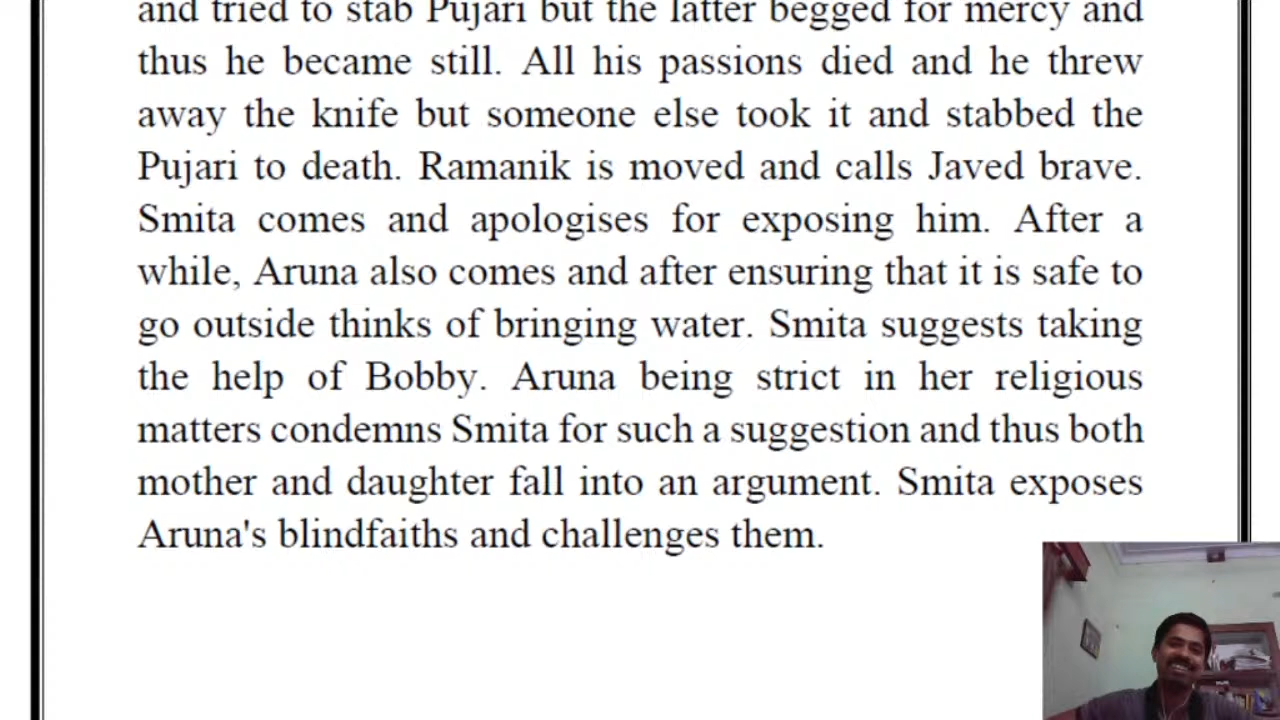 and tried to stab Pujari but the latter begged for mercy and
thus he became still. All his passions died and he threw
away the knife but someone else took it and stabbed the
Pujari to death. Ramanik is moved and calls Javed brave.
Smita comes and apologises for exposing him. After a
while, Aruna also comes and after ensuring that it is safe to
go outside thinks of bringing water. Smita suggests taking
the help of Bobby. Aruna being strict in her religious
matters condemns Smita for such a suggestion and thus both
mother and daughter fall into an argument. Smita exposes
Aruna's blindfaiths and challenges them.